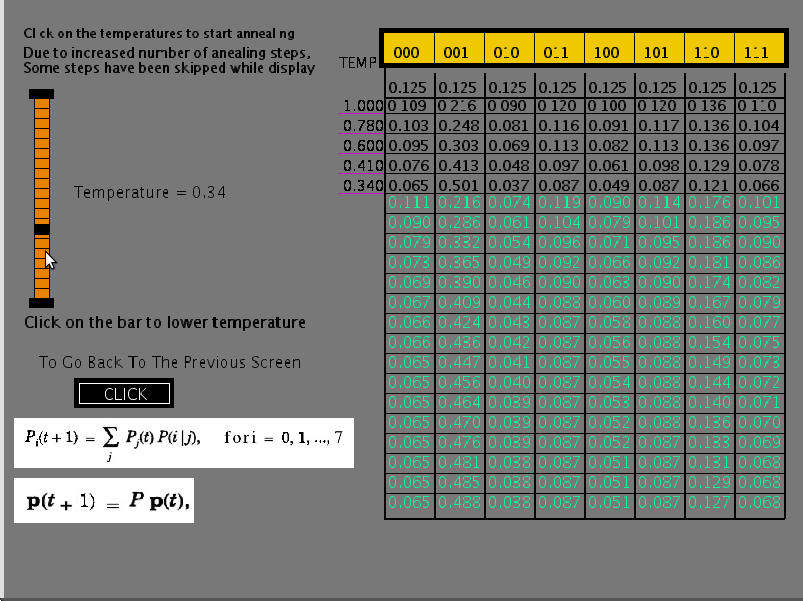 Click on the temperatures to start annealing
Due to increased number of anealing steps,
Some steps have been skipped while display
TEMP 000 001 010 011 100 101 110 111
0.125 0.125 0.125 0.125 0.125 0.125 0.125 0.125
1.000 0.109 0.216 0.090 0.120 0.100 0.120 0.136 0.110
0.780 0.103 0.248 0.081 0.116 0.091 0.117 0.136 0.104
0.600 0.095 0.303 0.069 0.113 0.082 0.113 0.136 0.097
0.410 0.076 0.413 0.048 0.097 0.061 0.098 0.129 0.078
0.340 0.065 0.501 0.037 0.087 0.049 0.087 0.121 0.066
0.111 0.216 0.074 0.119 0.090 0.114 0.176 0.101
0.090 0.286 0.061 0.104 0.079 0.101 0.186 0.095
0.079 0.332 0.054 0.096 0.071 0.095 0.186 0.090
0.073 0.365 0.049 0.092 0.066 0.092 0.181 0.086
0.069 0.390 0.046 0.090 0.063 0.090 0.174 0.082
0.067 0.409 0.044 0.088 0.060 0.089 0.167 0.079
0.066 0.424 0.043 0.087 0.058 0.088 0.160 0.077
0.066 0.436 0.042 0.087 0.056 0.088 0.154 0.075
0.065 0.447 0.041 0.087 0.055 0.088 0.149 0.073
0.065 0.456 0.040 0.087 0.054 0.088 0.144 0.072
0.065 0.464 0.039 0.087 0.053 0.088 0.140 0.071
0.065 0.470 0.039 0.087 0.052 0.088 0.136 0.070
0.065 0.476 0.039 0.087 0.052 0.087 0.133 0.069
0.065 0.481 0.038 0.087 0.051 0.087 0.131 0.068
0.065 0.485 0.038 0.087 0.051 0.087 0.129 0.068
0.065 0.488 0.038 0.087 0.051 0.087 0.127 0.068
Temperature = 0.34
Click on the bar to lower temperature
To Go Back To The Previous Screen
CLICK
P_i(t+1) = ∑_j P_j(t) P(i|j), for i = 0, 1, ..., 7
p(t + 1) = P p(t),